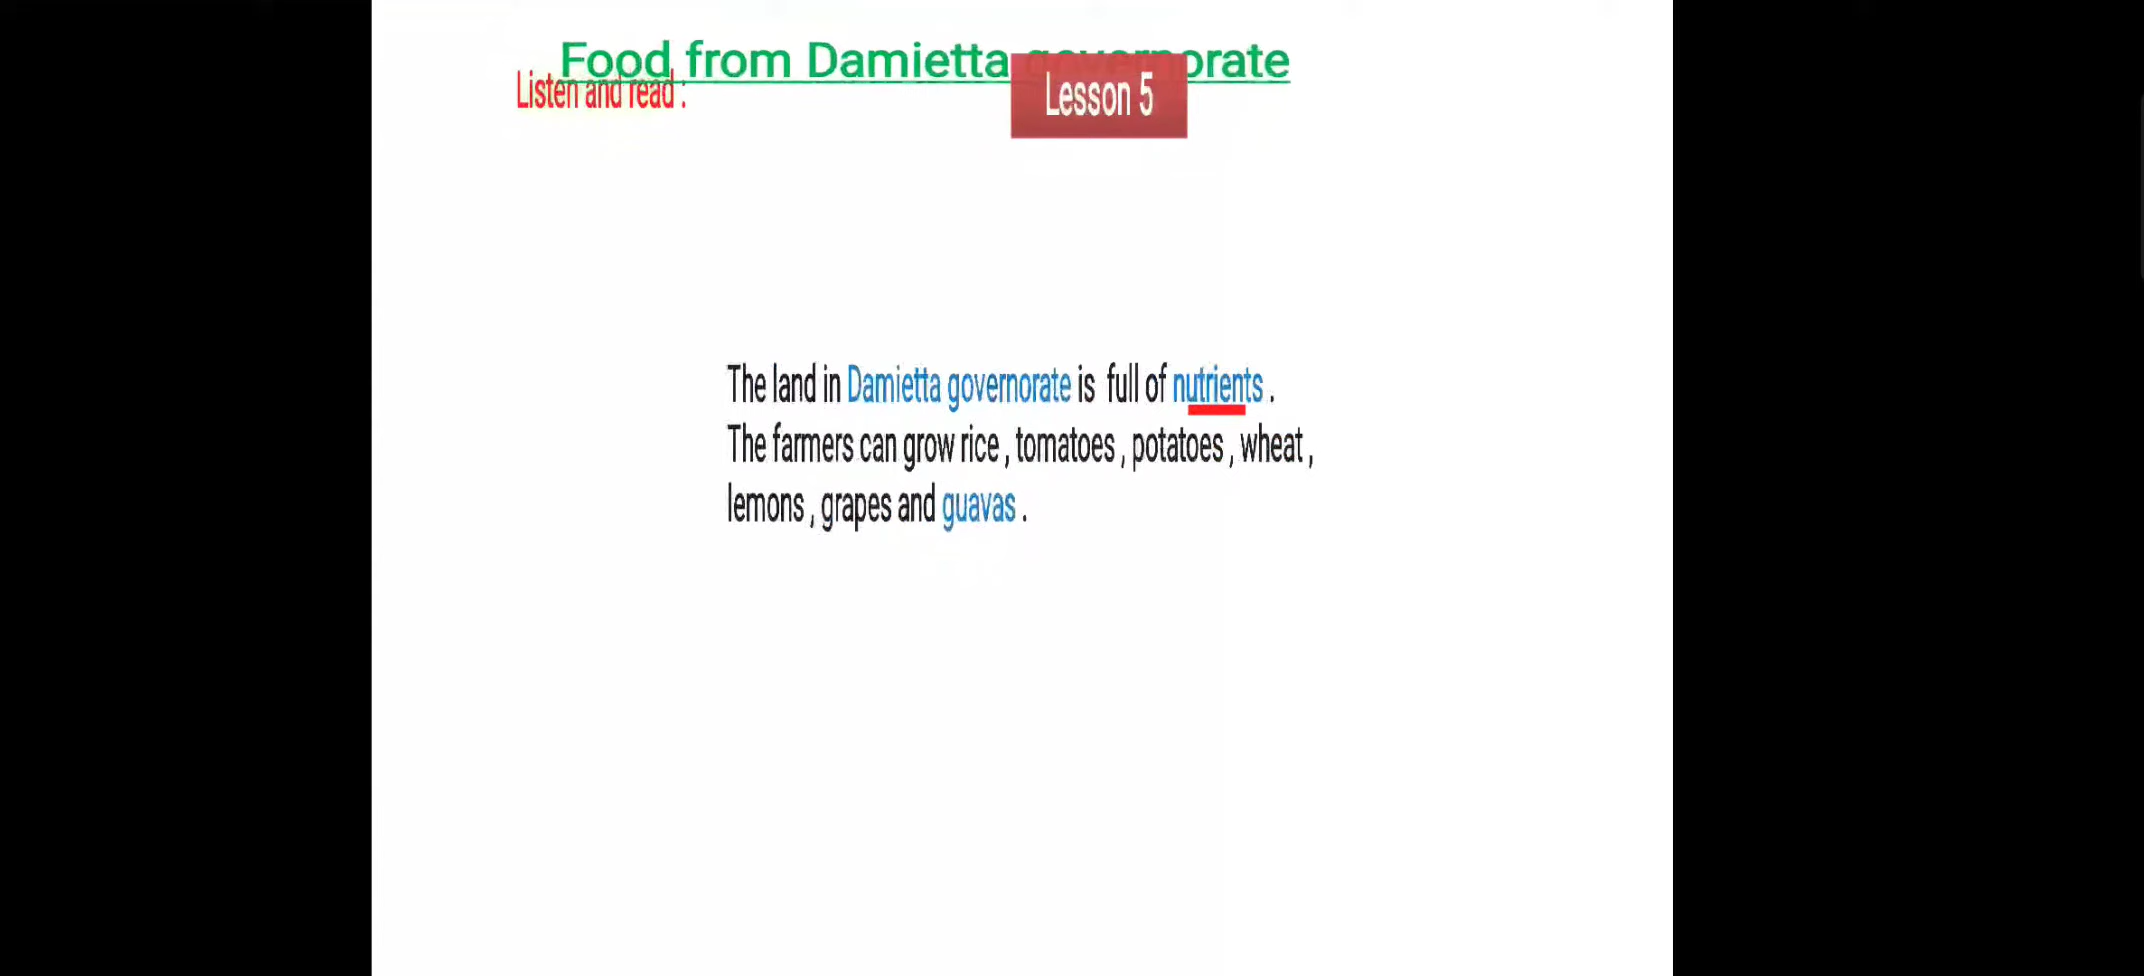 Food from Damietta governorate
Listen and read :
Lesson 5
The land in Damietta governorate is full of nutrients .
The farmers can grow rice , tomatoes , potatoes , wheat ,
lemons , grapes and guavas .